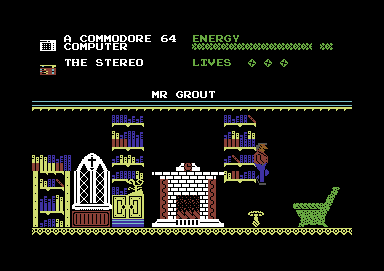 A COMMODORE 64 ENERGY
COMPUTER
THE STEREO LIVES
MR GROUT